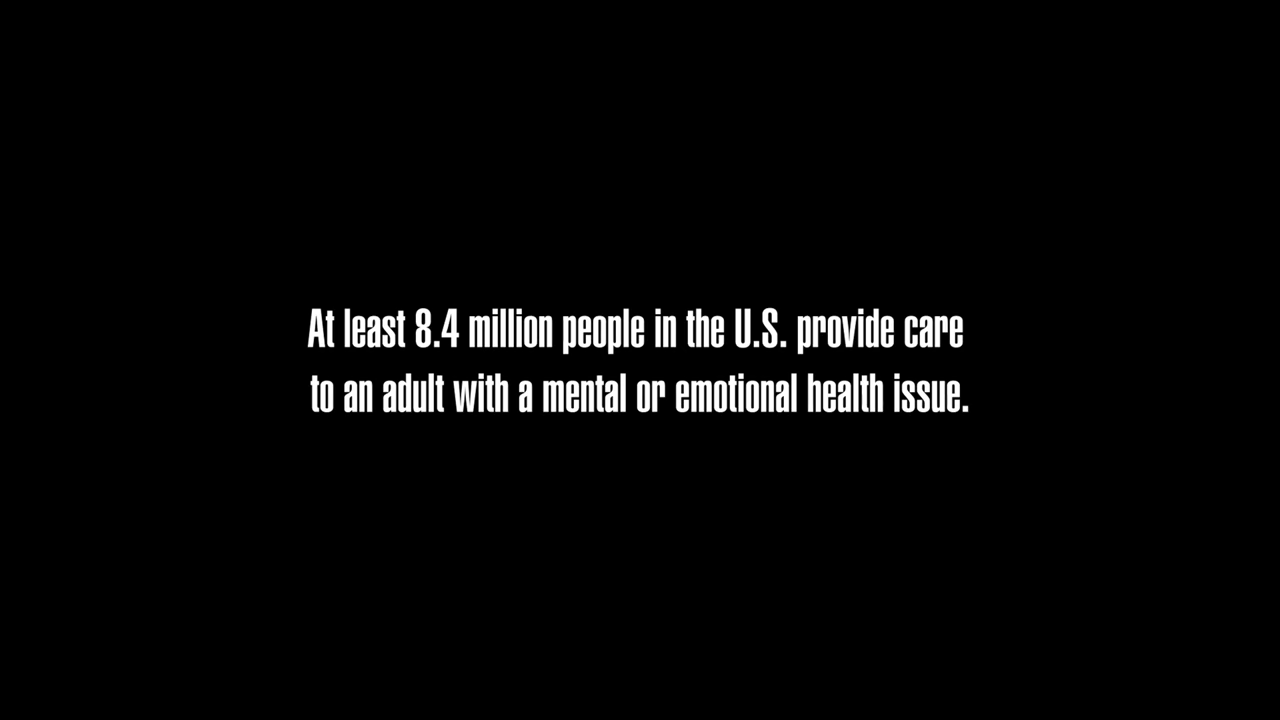 At least 8.4 million people in the U.S. provide care
to an adult with a mental or emotional health issue.